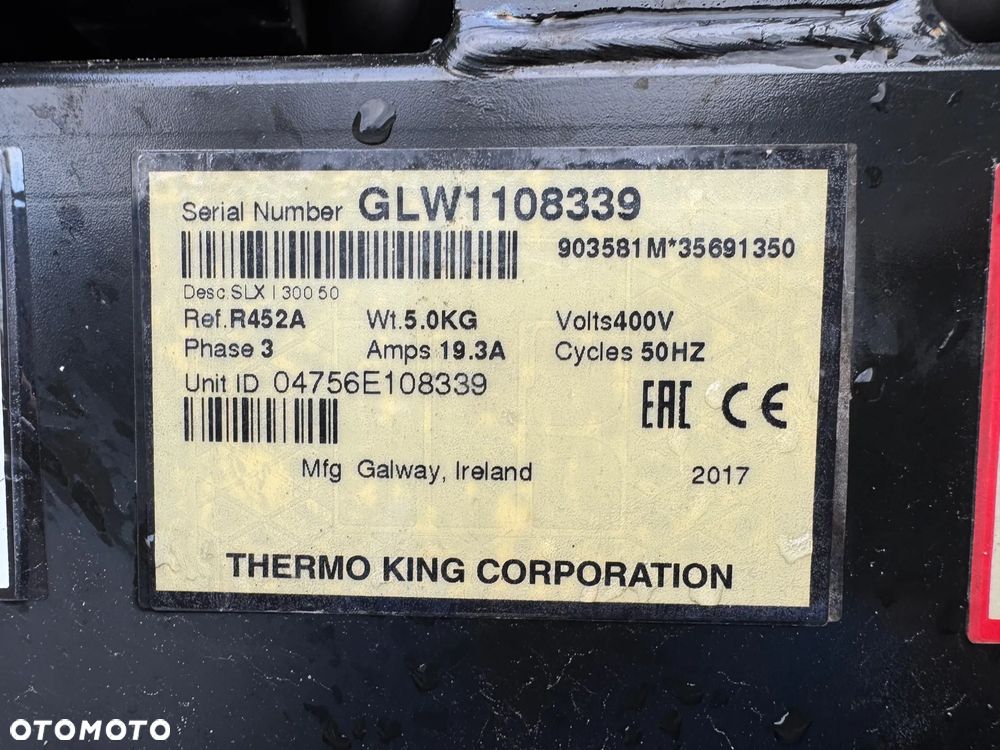 Serial Number GLW1108339
903581M*35691350
Desc.SLX I 300 50
Ref.R452A Wt.5.0KG Volts400V
Phase 3 Amps 19.3A Cycles 50HZ
Unit ID 04756E108339
EAC CE
Mfg Galway, Ireland 2017
THERMO KING CORPORATION
OTOMOTO